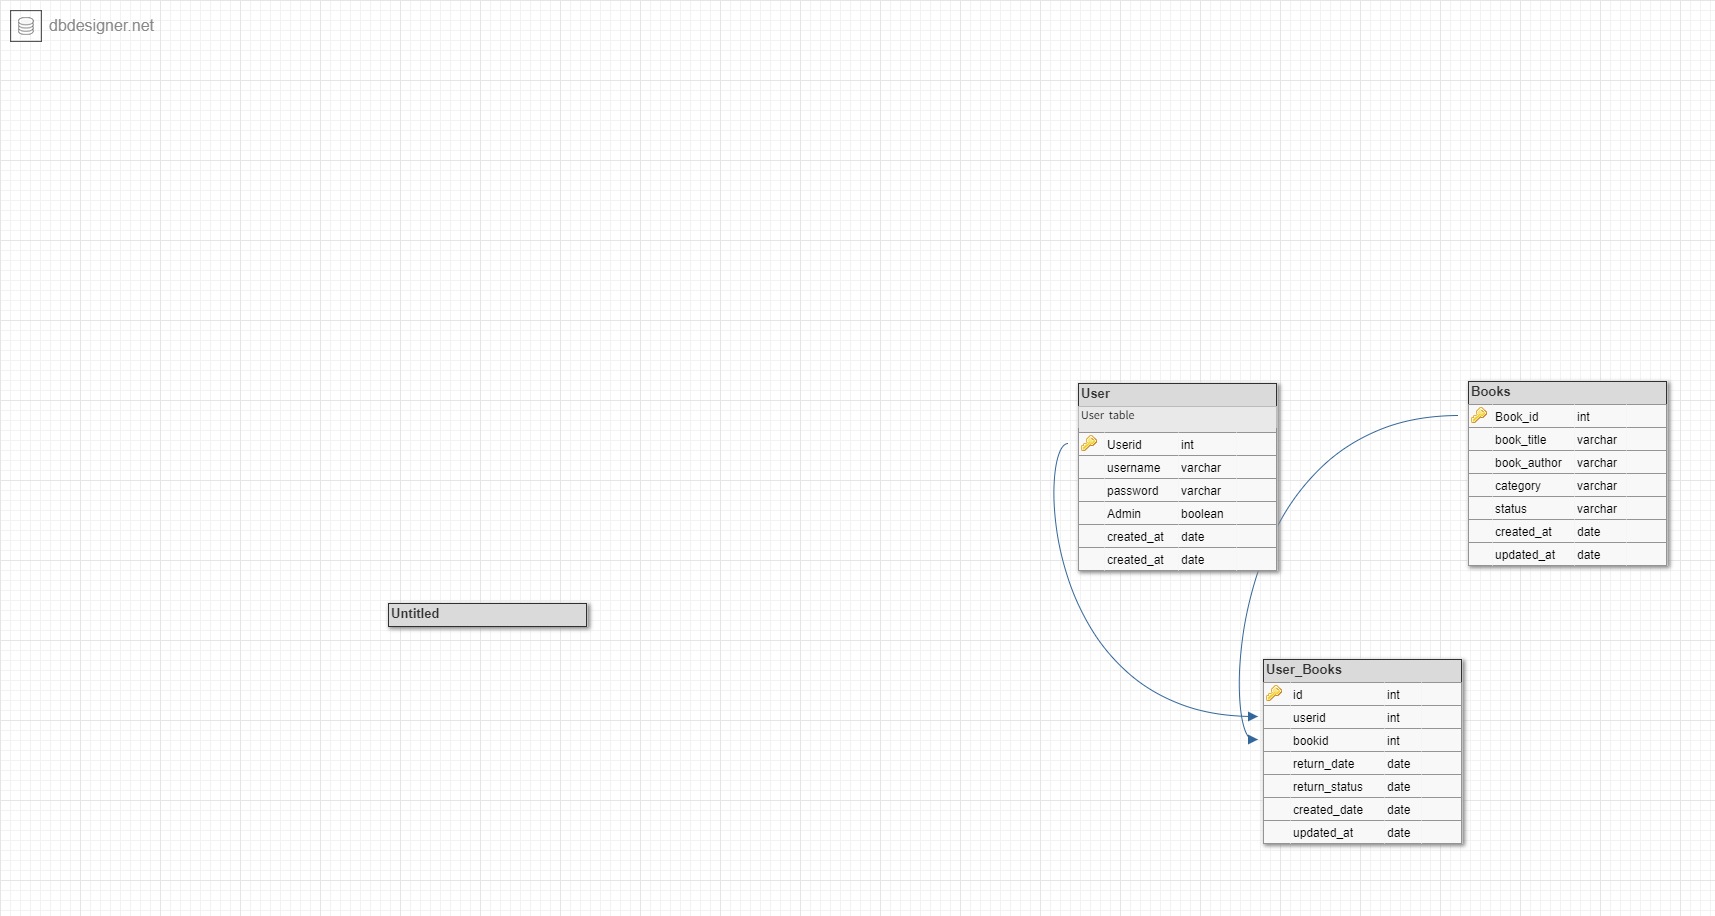 dbdesigner.net
User
User table
Userid int
username varchar
password varchar
Admin boolean
created_at date
created_at date
Books
Book_id int
book_title varchar
book_author varchar
category varchar
status varchar
created_at date
updated_at date
Untitled
User_Books
id int
userid int
bookid int
return_date date
return_status date
created_date date
updated_at date